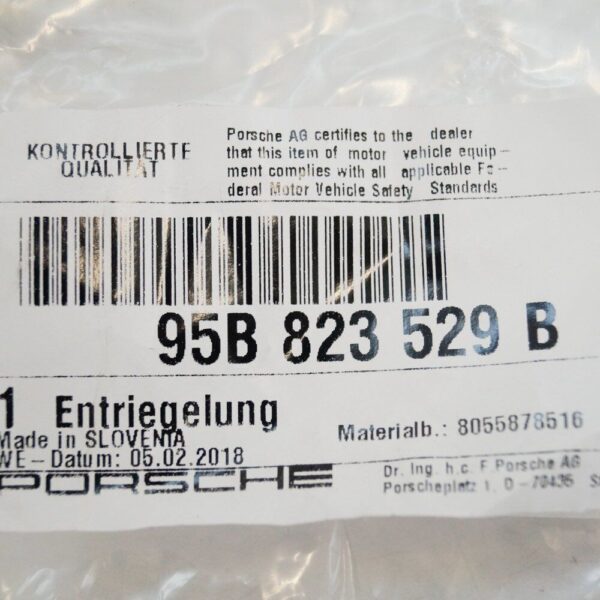 KONTROLLIERTE
QUALITÄT
Porsche AG certifies to the dealer
that this item of motor vehicle equip-
ment complies with all applicable Fe-
deral Motor Vehicle Safety Standards
95B 823 529 B
1 Entriegelung
Made in SLOVENIA
WE-Datum: 05.02.2018
Materialb.: 8055878516
PORSCHE
Dr. Ing. h.c. F. Porsche AG
Porscheplatz 1, D-70435